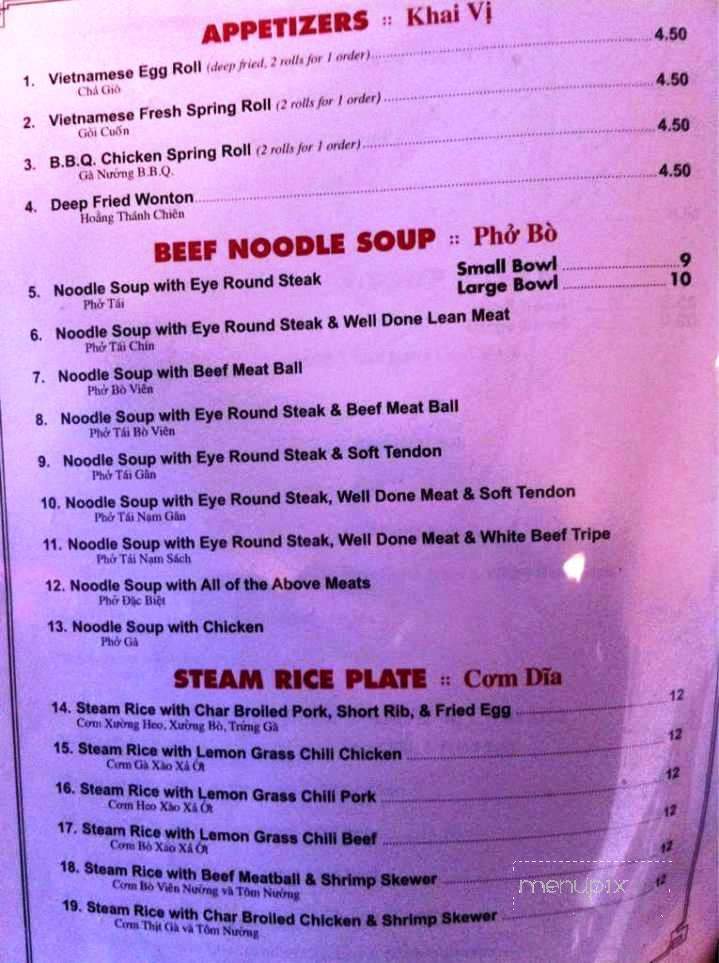 APPETIZERS :: Khai Vị
1. Vietnamese Egg Roll (deep fried, 2 rolls for 1 order) 4.50
Chả Giò
2. Vietnamese Fresh Spring Roll (2 rolls for 1 order) 4.50
Gỏi Cuốn
3. B.B.Q. Chicken Spring Roll (2 rolls for 1 order) 4.50
Gà Nướng B.B.Q.
4. Deep Fried Wonton 4.50
Hoằng Thánh Chiên
BEEF NOODLE SOUP :: Phở Bò
5. Noodle Soup with Eye Round Steak
Phở Tái
Small Bowl 9
Large Bowl 10
6. Noodle Soup with Eye Round Steak & Well Done Lean Meat
Phở Tái Chín
7. Noodle Soup with Beef Meat Ball
Phở Bò Viên
8. Noodle Soup with Eye Round Steak & Beef Meat Ball
Phở Tái Bò Viên
9. Noodle Soup with Eye Round Steak & Soft Tendon
Phở Tái Gân
10. Noodle Soup with Eye Round Steak, Well Done Meat & Soft Tendon
Phở Tái Nạm Gân
11. Noodle Soup with Eye Round Steak, Well Done Meat & White Beef Tripe
Phở Tái Nạm Sách
12. Noodle Soup with All of the Above Meats
Phở Đặc Biệt
13. Noodle Soup with Chicken
Phở Gà
STEAM RICE PLATE :: Cơm Dĩa
14. Steam Rice with Char Broiled Pork, Short Rib, & Fried Egg 12
Cơm Xường Heo, Xường Bò, Trứng Gà
15. Steam Rice with Lemon Grass Chili Chicken 12
Cơm Gà Xào Xả Ớt
16. Steam Rice with Lemon Grass Chili Pork 12
Cơm Heo Xào Xả Ớt
17. Steam Rice with Lemon Grass Chili Beef 12
Cơm Bò Xào Xả Ớt
18. Steam Rice with Beef Meatball & Shrimp Skewer 12
Cơm Bò Viên Nường và Tôm Nường
19. Steam Rice with Char Broiled Chicken & Shrimp Skewer
Cơm Thịt Gà và Tôm Nường
menupix